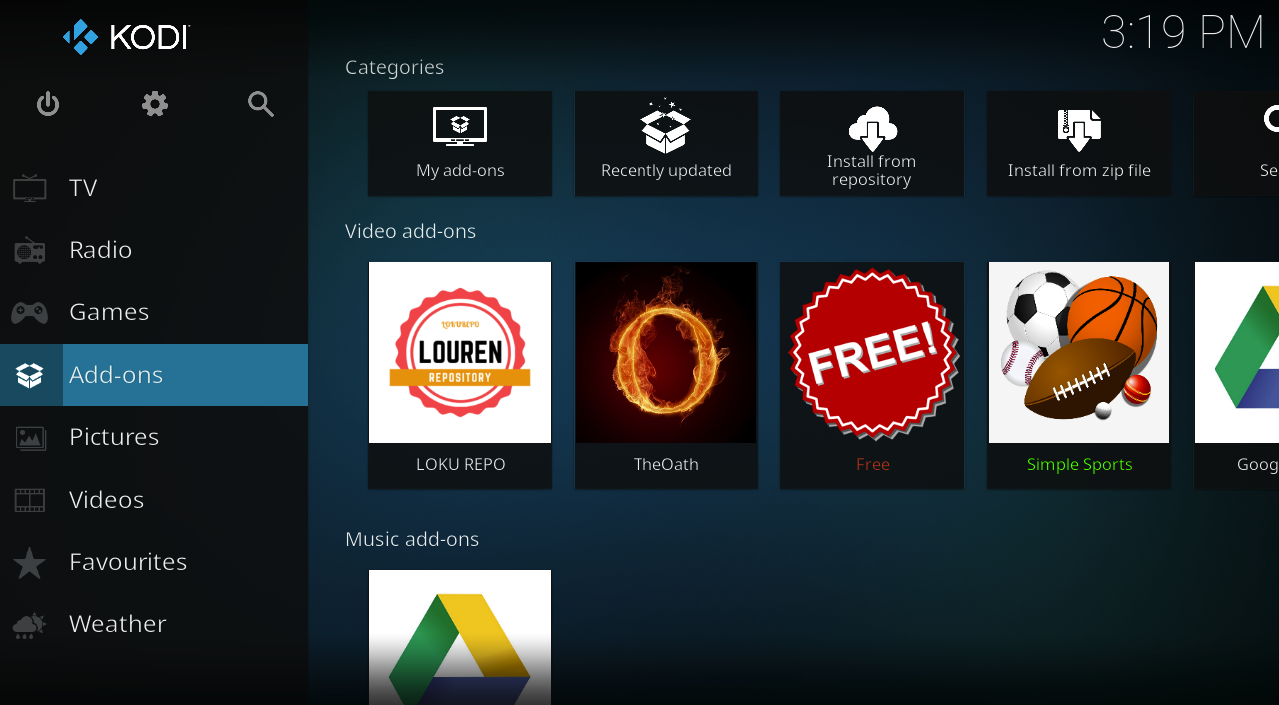 KODI
3:19 PM
TV
Radio
Games
Add-ons
Pictures
Videos
Favourites
Weather
Categories
My add-ons
Recently updated
Install from
repository
Install from zip file
Se
Video add-ons
LOKUREPO
LOUREN
REPOSITORY
LOKU REPO
TheOath
FREE!
Free
Simple Sports
Goog
Music add-ons